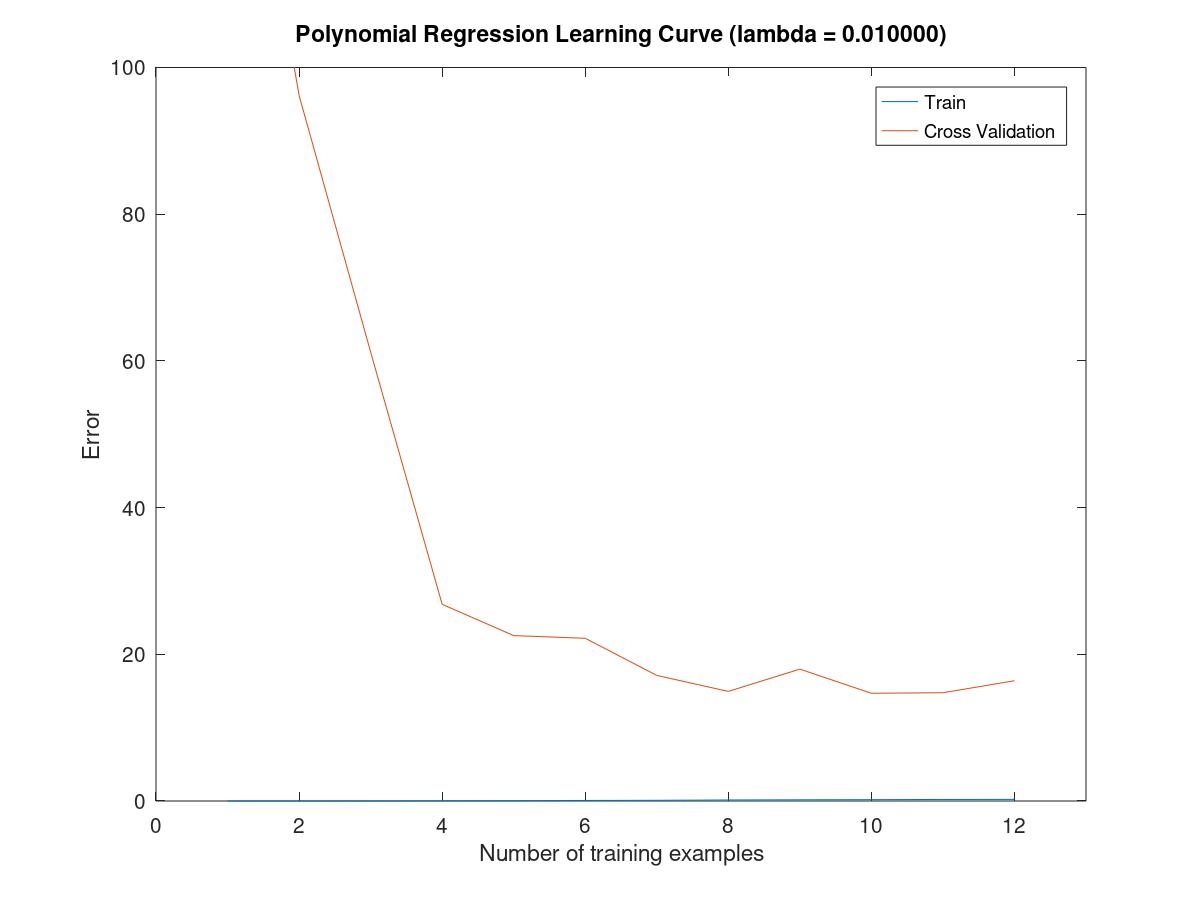 Polynomial Regression Learning Curve (lambda = 0.010000)
100
80
60
40
20
0
Error
Train
Cross Validation
0 2 4 6 8 10 12
Number of training examples